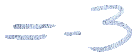 = - 3